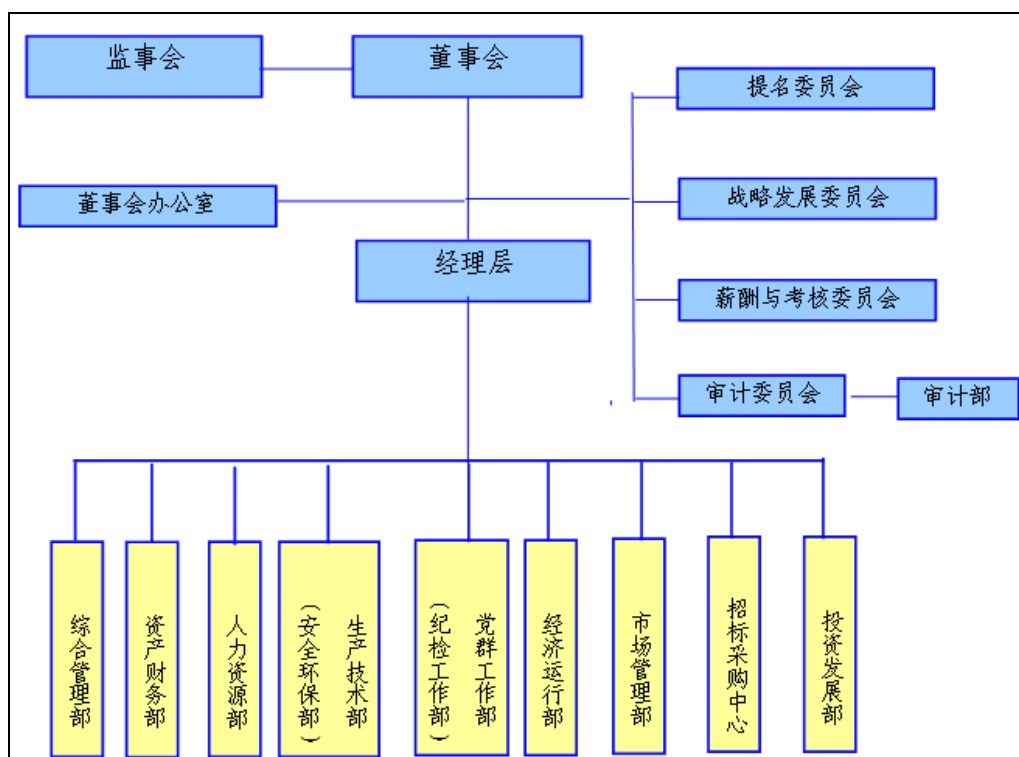 监事会
董事会
提名委员会
董事会办公室
战略发展委员会
经理层
薪酬与考核委员会
审计委员会
审计部
综合管理部
资产财务部
人力资源部
生产技术部
(安全环保部)
党群工作部
(纪检工作部)
经济运行部
市场管理部
招标采购中心
投资发展部